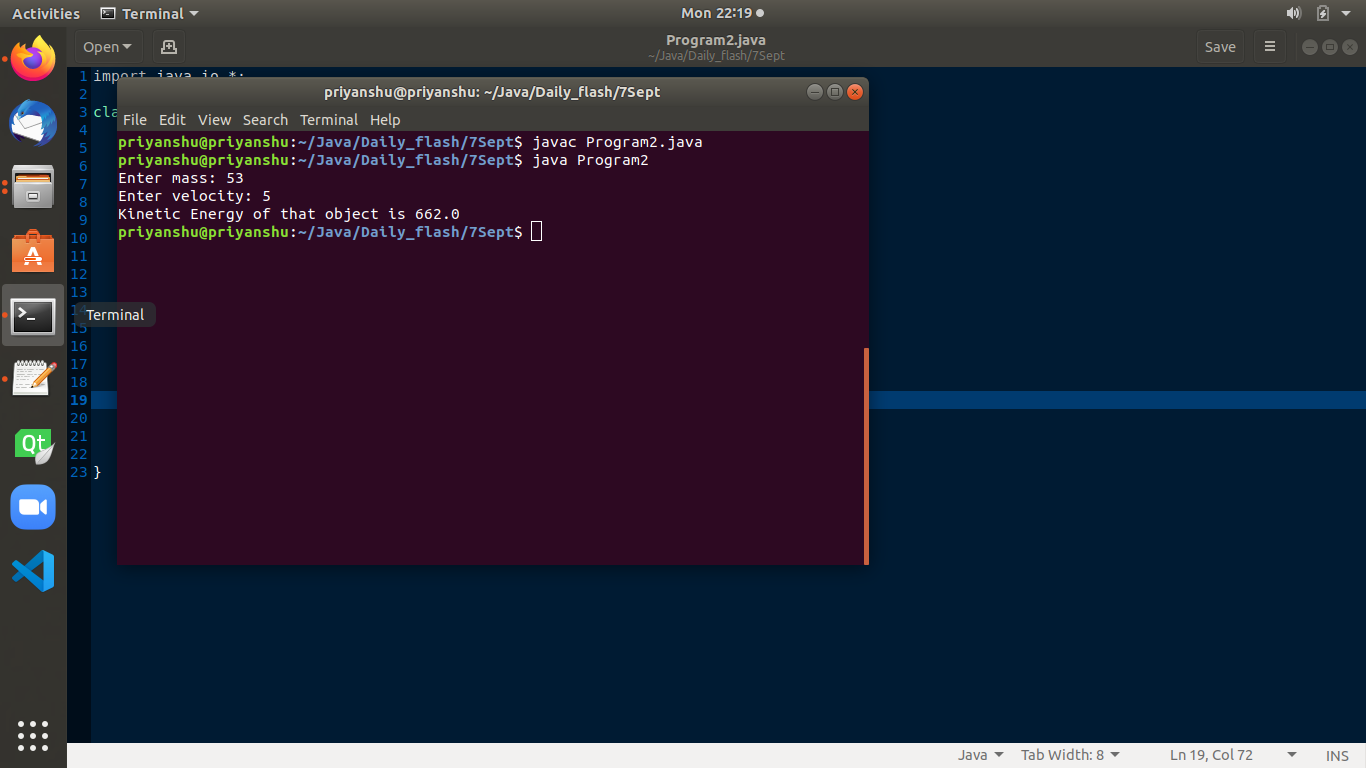 Activities
Terminal
Mon 22:19
Open
Program2.java
~/Java/Daily_flash/7Sept
Save
1 import java.io.*;
2
3 cla
4
5
6
7
8
9
10
11
12
13
14
15
16
17
18
19
20
21
22
23 }
priyanshu@priyanshu: ~/Java/Daily_flash/7Sept
File Edit View Search Terminal Help
priyanshu@priyanshu:~/Java/Daily_flash/7Sept$ javac Program2.java
priyanshu@priyanshu:~/Java/Daily_flash/7Sept$ java Program2
Enter mass: 53
Enter velocity: 5
Kinetic Energy of that object is 662.0
priyanshu@priyanshu:~/Java/Daily_flash/7Sept$
Terminal
Qt
Java
Tab Width: 8
Ln 19, Col 72
INS